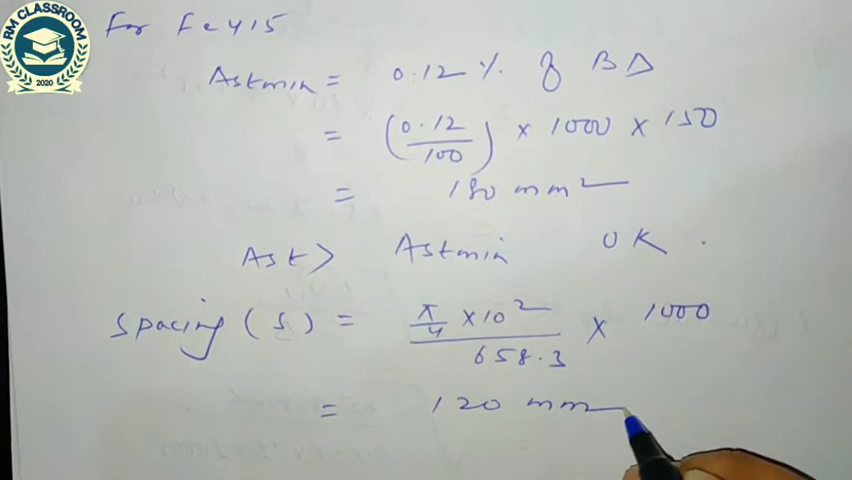 RM CLASSROOM
2020
For Fe415
Astmin = 0.12 % of BD
= (0.12/100) × 1000 × 150
= 180 mm²
Ast > Astmin OK.
Spacing (s) = π/4 × 10² / 658.3 × 1000
= 120 mm